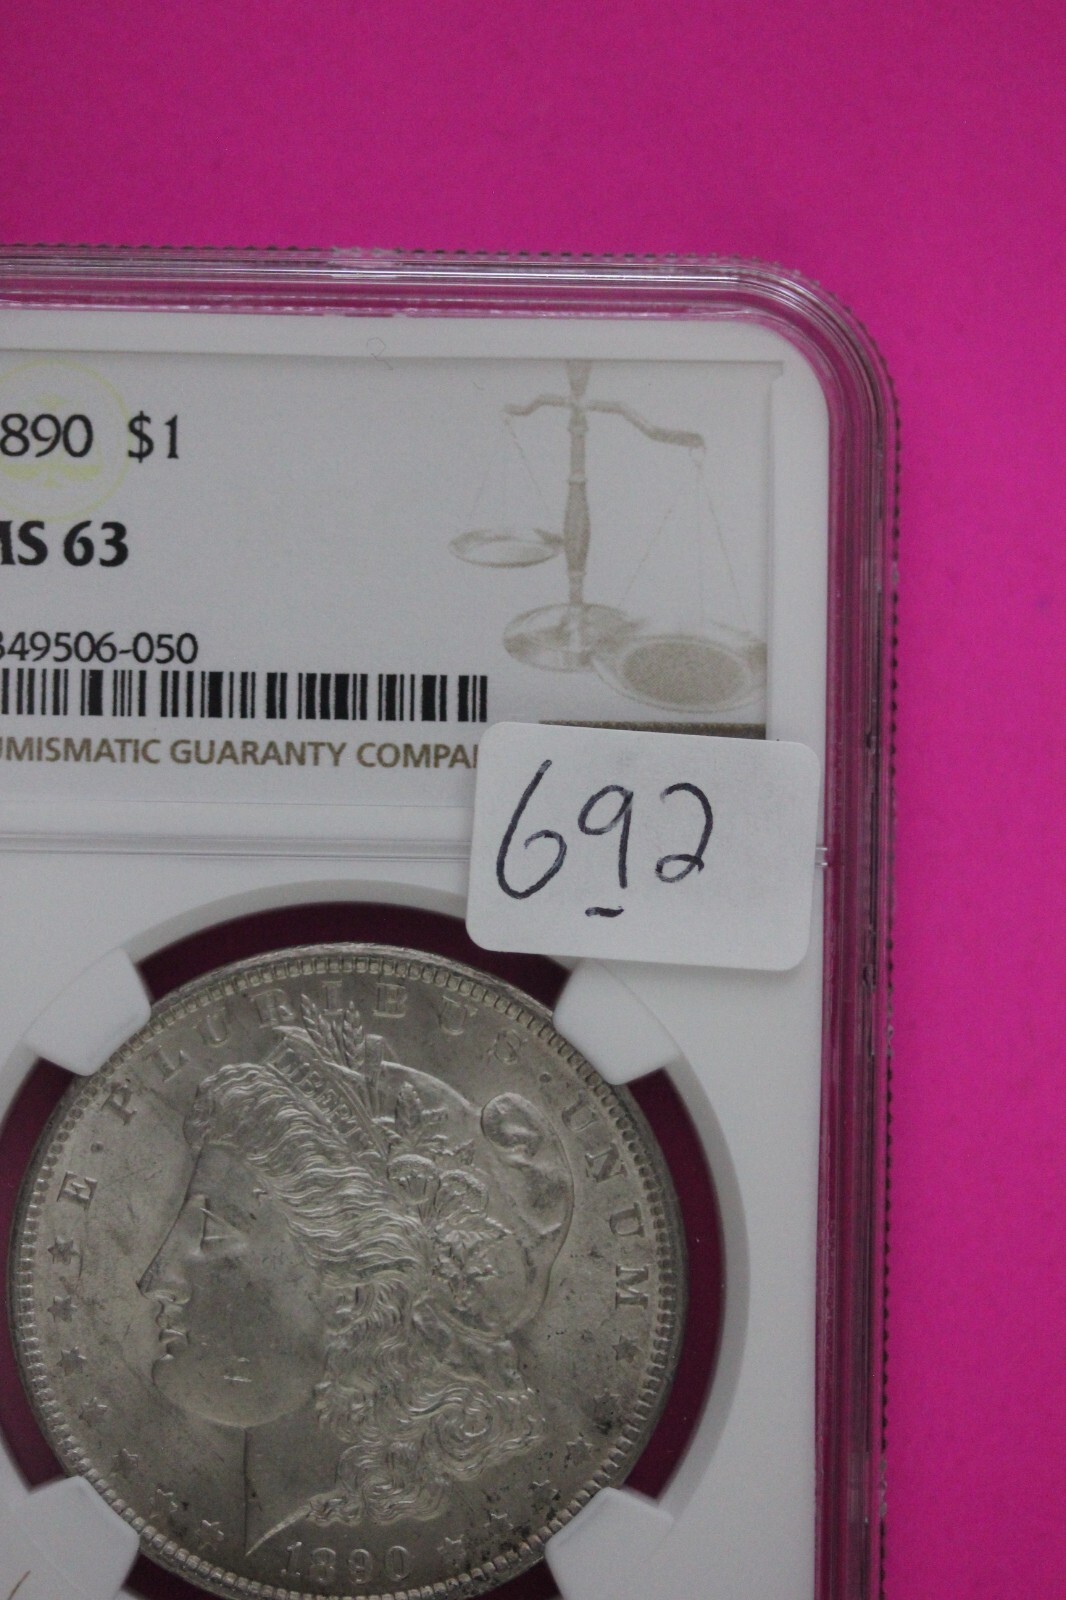 890 $1
MS 63
349506-050
UMISMATIC GUARANTY COMPA
692
E · PLURIBUS · UNUM
LIBERTY
1890